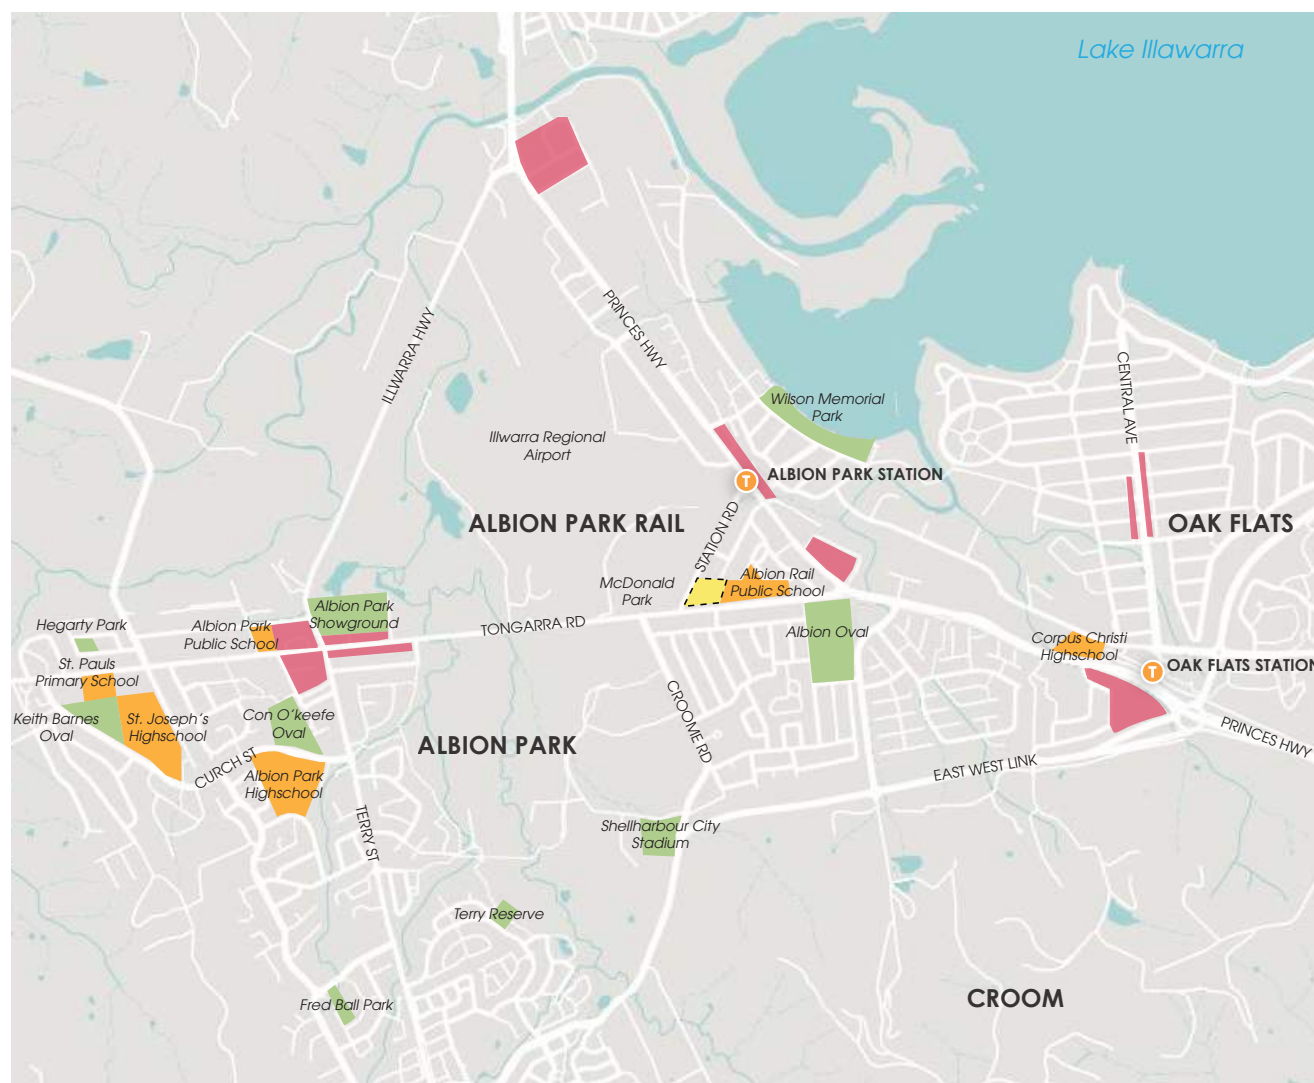 Lake Illawarra
ILLWARRA HWY
PRINCES HWY
CENTRAL AVE
Wilson Memorial
Park
Illwarra Regional
Airport
T
ALBION PARK STATION
ALBION PARK RAIL
STATION RD
OAK FLATS
McDonald
Park
Albion Rail
Public School
Albion Park
Showground
Hegarty Park
Albion Park
Public School
TONGARRA RD
Albion Oval
Corpus Christi
Highschool
St. Pauls
Primary School
T
OAK FLATS STATION
Keith Barnes
Oval
St. Joseph's
Highschool
Con O'keefe
Oval
CROOME RD
ALBION PARK
PRINCES HWY
CURCH ST
Albion Park
Highschool
EAST WEST LINK
TERRY ST
Shellharbour City
Stadium
Terry Reserve
Fred Ball Park
CROOM